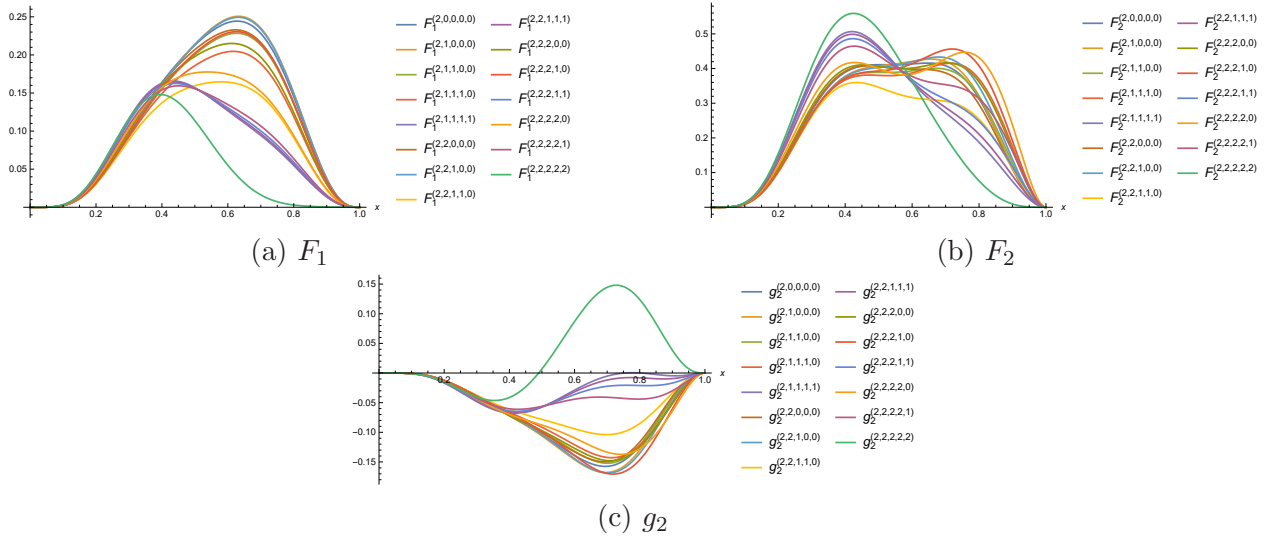 0.25
0.20
0.15
0.10
0.05
0.2
0.4
0.6
0.8
1.0
x
F_1^{(2,0,0,0,0)}
F_1^{(2,2,1,1,1)}
F_1^{(2,1,0,0,0)}
F_1^{(2,2,2,0,0)}
F_1^{(2,1,1,0,0)}
F_1^{(2,2,2,1,0)}
F_1^{(2,1,1,1,0)}
F_1^{(2,2,2,1,1)}
F_1^{(2,1,1,1,1)}
F_1^{(2,2,2,2,0)}
F_1^{(2,2,0,0,0)}
F_1^{(2,2,2,2,1)}
F_1^{(2,2,1,0,0)}
F_1^{(2,2,2,2,2)}
F_1^{(2,2,1,1,0)}
(a) F_1
0.5
0.4
0.3
0.2
0.1
0.2
0.4
0.6
0.8
1.0
x
F_2^{(2,0,0,0,0)}
F_2^{(2,2,1,1,1)}
F_2^{(2,1,0,0,0)}
F_2^{(2,2,2,0,0)}
F_2^{(2,1,1,0,0)}
F_2^{(2,2,2,1,0)}
F_2^{(2,1,1,1,0)}
F_2^{(2,2,2,1,1)}
F_2^{(2,1,1,1,1)}
F_2^{(2,2,2,2,0)}
F_2^{(2,2,0,0,0)}
F_2^{(2,2,2,2,1)}
F_2^{(2,2,1,0,0)}
F_2^{(2,2,2,2,2)}
F_2^{(2,2,1,1,0)}
(b) F_2
0.15
0.10
0.05
-0.05
-0.10
-0.15
0.2
0.4
0.6
0.8
1.0
x
g_2^{(2,0,0,0,0)}
g_2^{(2,2,1,1,1)}
g_2^{(2,1,0,0,0)}
g_2^{(2,2,2,0,0)}
g_2^{(2,1,1,0,0)}
g_2^{(2,2,2,1,0)}
g_2^{(2,1,1,1,0)}
g_2^{(2,2,2,1,1)}
g_2^{(2,1,1,1,1)}
g_2^{(2,2,2,2,0)}
g_2^{(2,2,0,0,0)}
g_2^{(2,2,2,2,1)}
g_2^{(2,2,1,0,0)}
g_2^{(2,2,2,2,2)}
g_2^{(2,2,1,1,0)}
(c) g_2